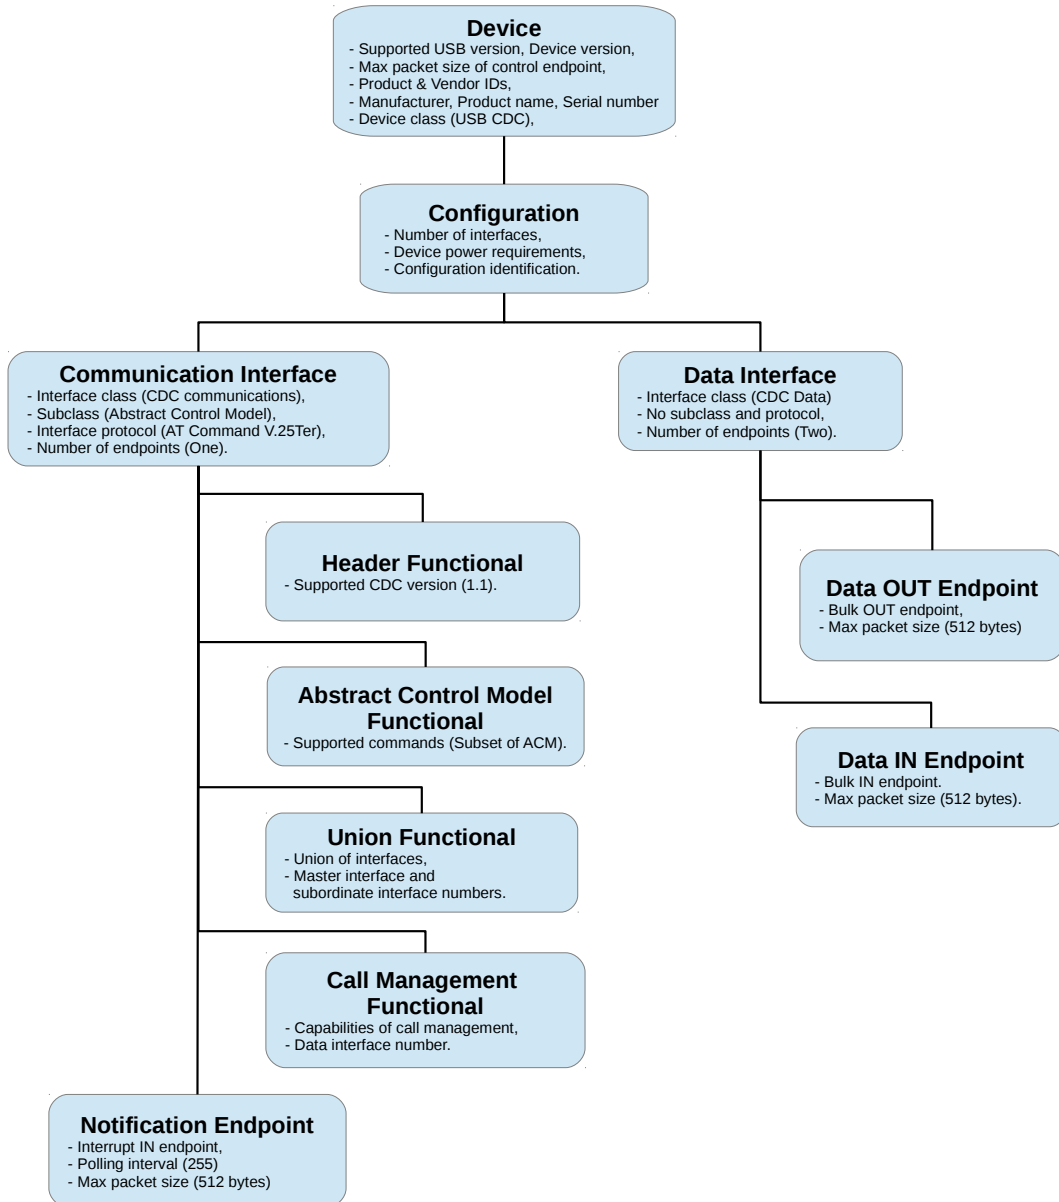 Device
- Supported USB version, Device version,
- Max packet size of control endpoint,
- Product & Vendor IDs,
- Manufacturer, Product name, Serial number
- Device class (USB CDC),
Configuration
- Number of interfaces,
- Device power requirements,
- Configuration identification.
Communication Interface
- Interface class (CDC communications),
- Subclass (Abstract Control Model),
- Interface protocol (AT Command V.25Ter),
- Number of endpoints (One).
Data Interface
- Interface class (CDC Data)
- No subclass and protocol,
- Number of endpoints (Two).
Header Functional
- Supported CDC version (1.1).
Data OUT Endpoint
- Bulk OUT endpoint,
- Max packet size (512 bytes)
Abstract Control Model
Functional
- Supported commands (Subset of ACM).
Data IN Endpoint
- Bulk IN endpoint.
- Max packet size (512 bytes).
Union Functional
- Union of interfaces,
- Master interface and
subordinate interface numbers.
Call Management
Functional
- Capabilities of call management,
- Data interface number.
Notification Endpoint
- Interrupt IN endpoint,
- Polling interval (255)
- Max packet size (512 bytes)